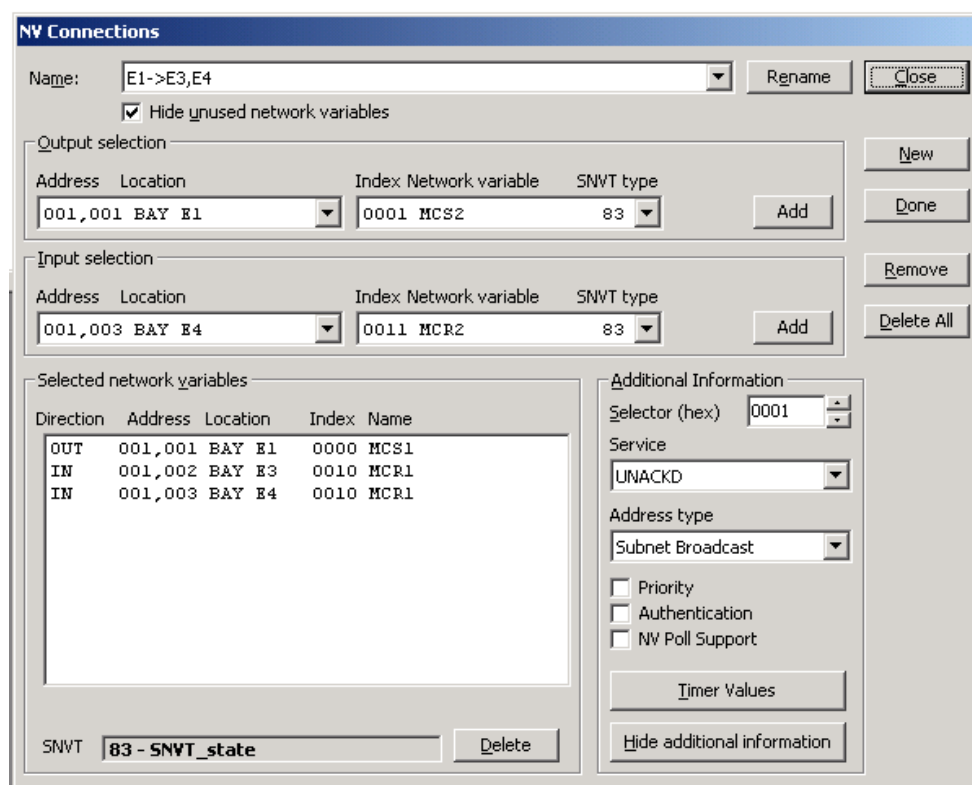 NV Connections
Name: E1->E3,E4 Rename Close
Hide unused network variables
Output selection
New
Address Location Index Network variable SNVT type
001,001 BAY E1 0001 MCS2 83 Add Done
Input selection
Remove
Address Location Index Network variable SNVT type
001,003 BAY E4 0011 MCR2 83 Add Delete All
Selected network variables
Direction Address Location Index Name
OUT 001,001 BAY E1 0000 MCS1
IN 001,002 BAY E3 0010 MCR1
IN 001,003 BAY E4 0010 MCR1
SNVT 83 - SNVT_state Delete
Additional Information
Selector (hex) 0001
Service
UNACKD
Address type
Subnet Broadcast
Priority
Authentication
NV Poll Support
Timer Values
Hide additional information